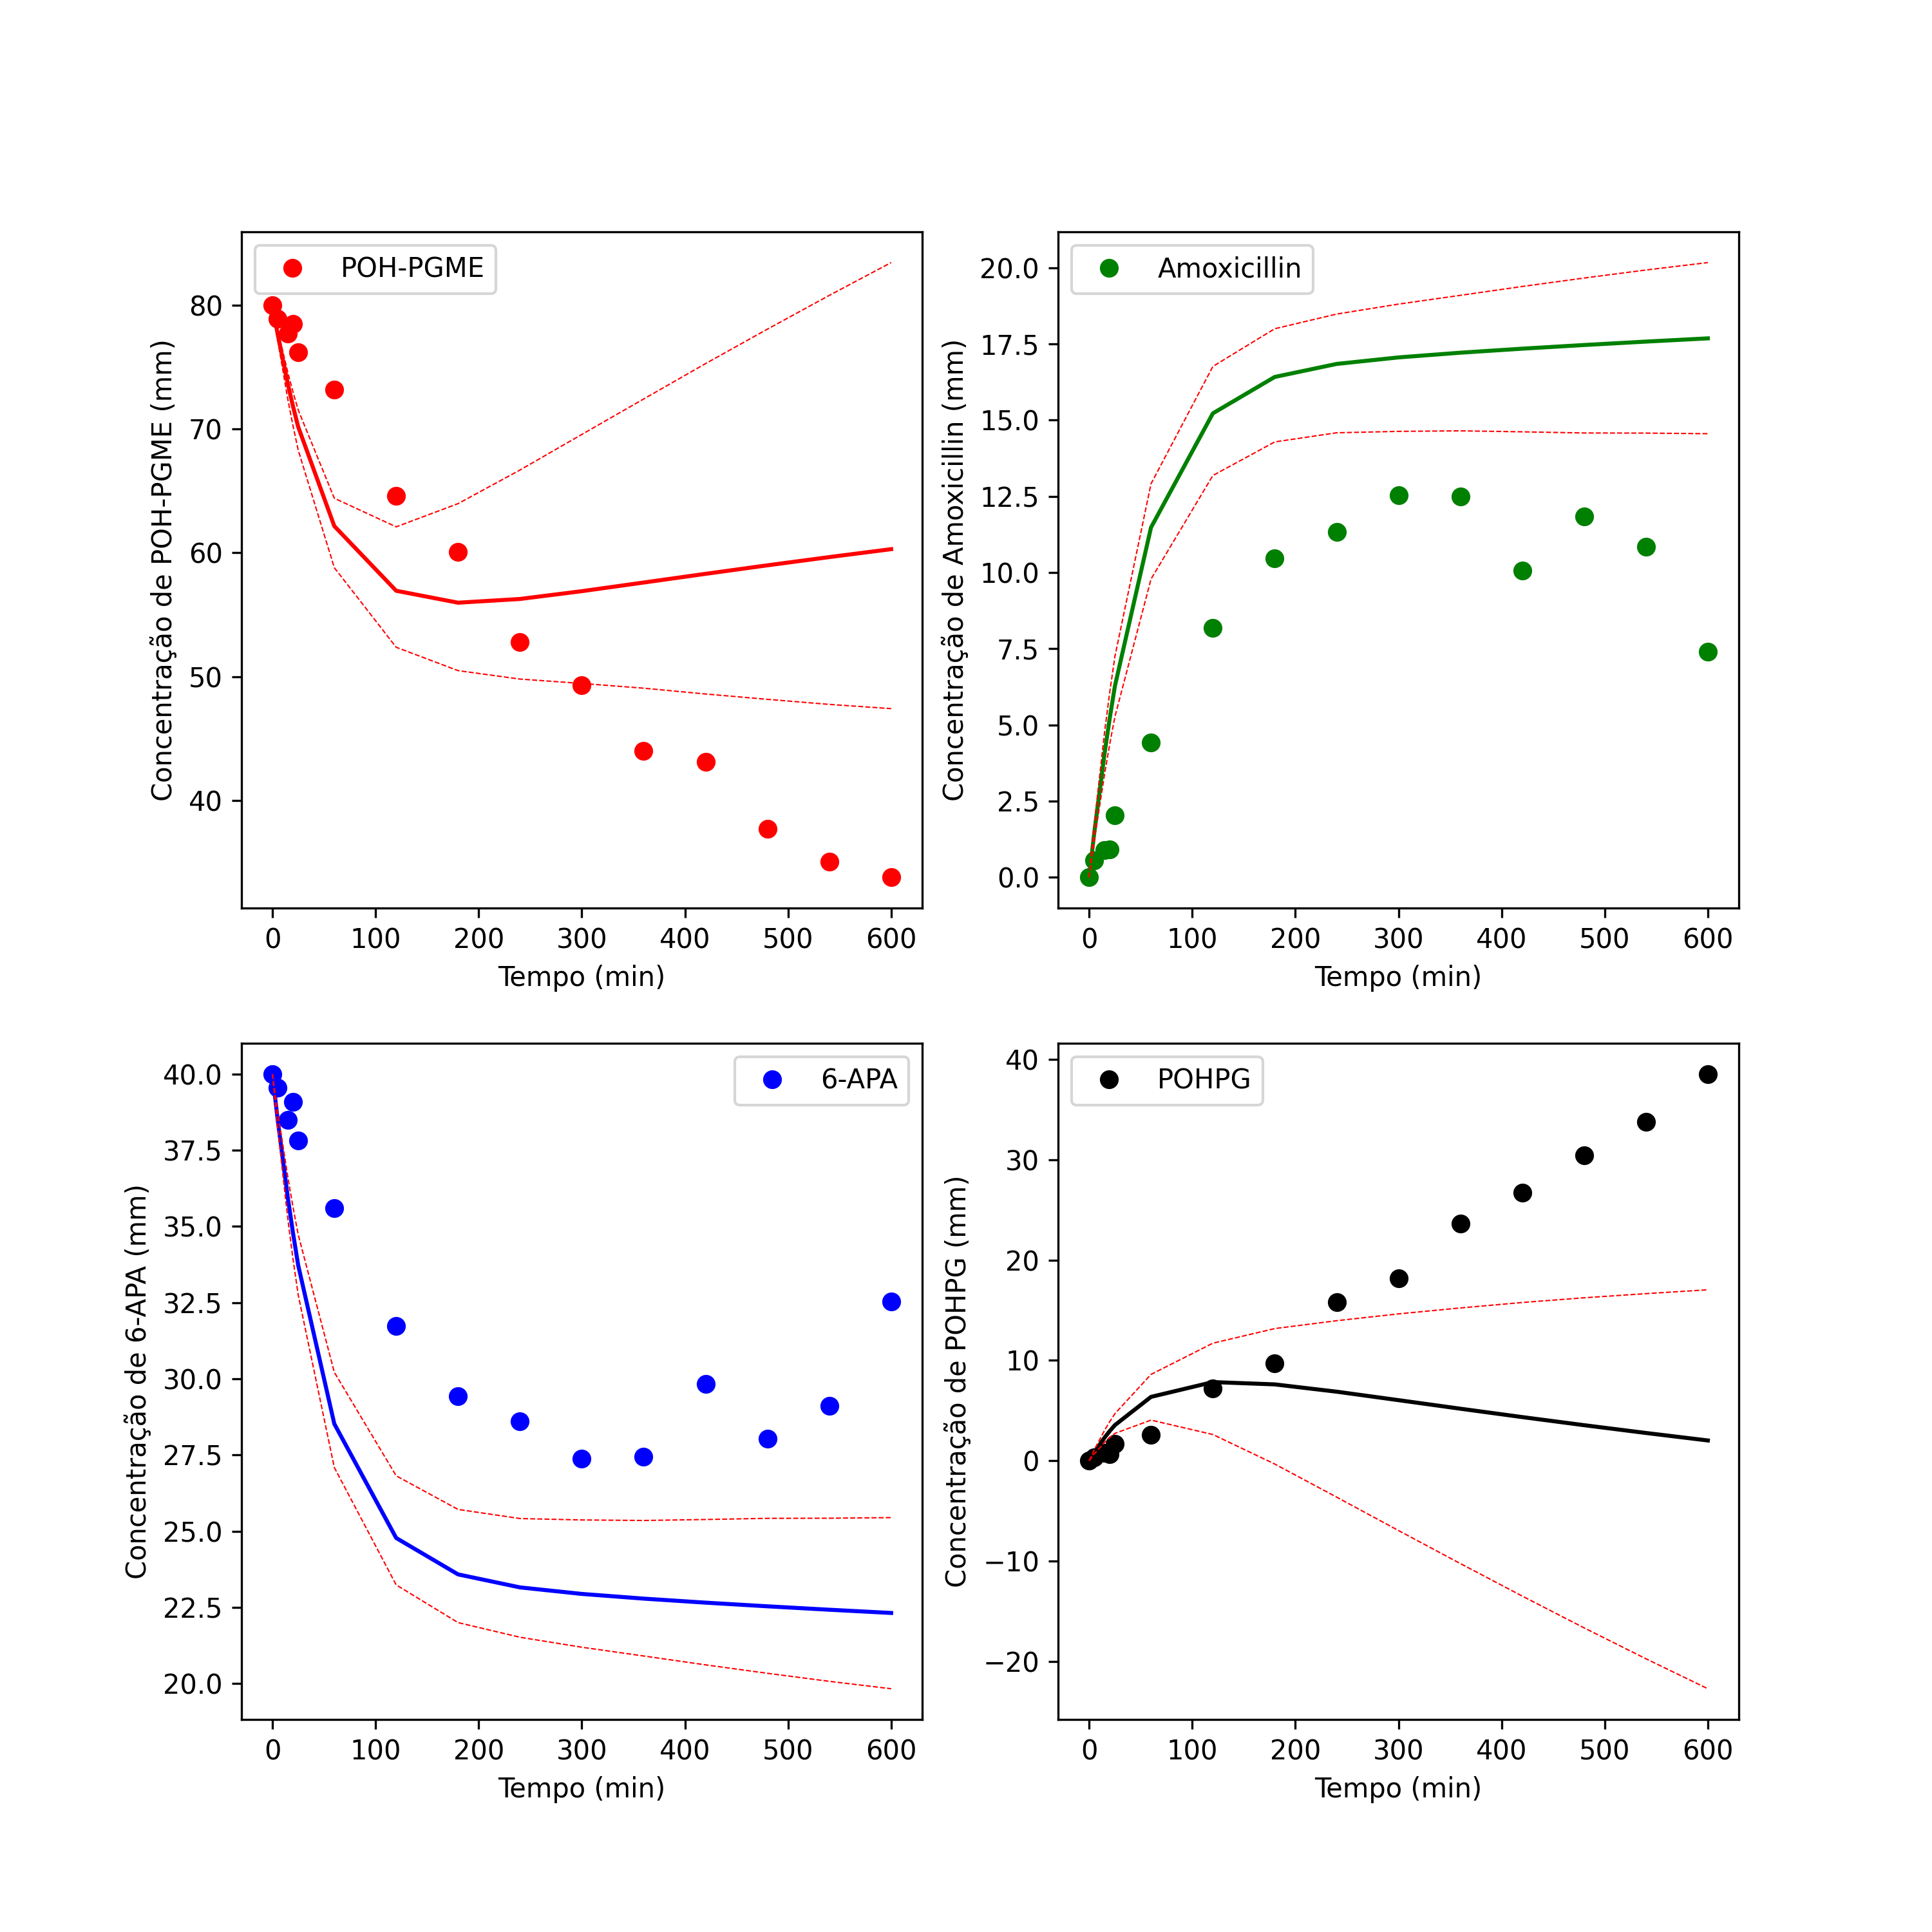 POH-PGME
Concentração de POH-PGME (mm)
80
70
60
50
40
0 100 200 300 400 500 600
Tempo (min)
Amoxicillin
Concentração de Amoxicillin (mm)
20.0
17.5
15.0
12.5
10.0
7.5
5.0
2.5
0.0
0 100 200 300 400 500 600
Tempo (min)
6-APA
Concentração de 6-APA (mm)
40.0
37.5
35.0
32.5
30.0
27.5
25.0
22.5
20.0
0 100 200 300 400 500 600
Tempo (min)
POHPG
Concentração de POHPG (mm)
40
30
20
10
0
−10
−20
0 100 200 300 400 500 600
Tempo (min)